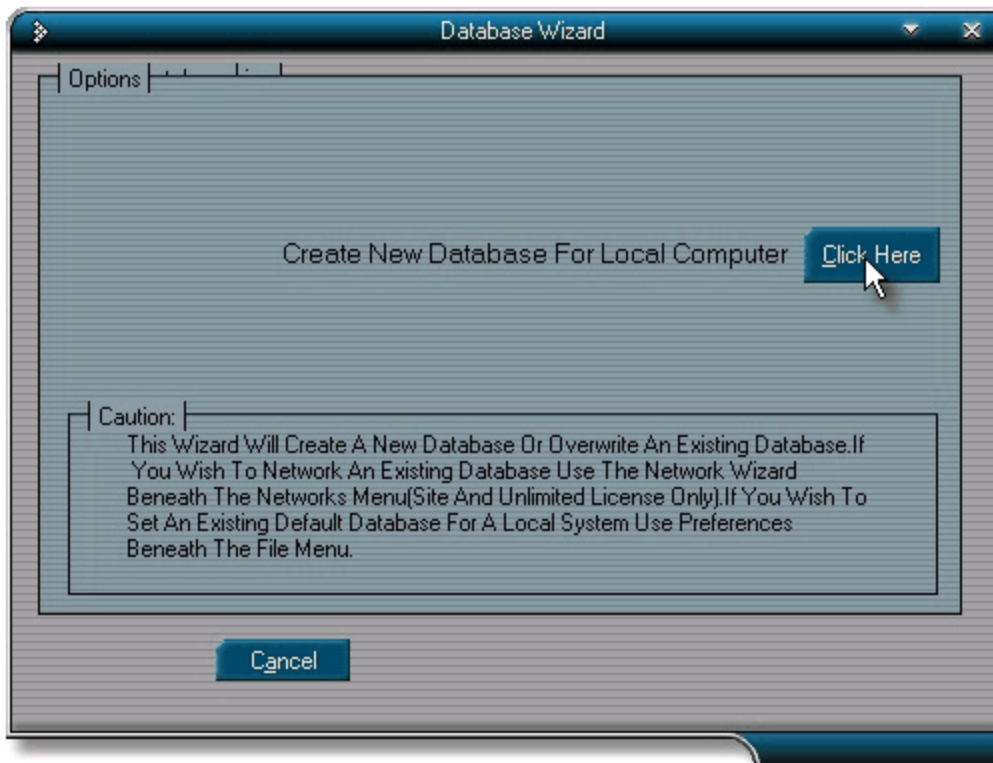 Database Wizard
Options
Create New Database For Local Computer
Click Here
Caution:
This Wizard Will Create A New Database Or Overwrite An Existing Database.If
You Wish To Network An Existing Database Use The Network Wizard
Beneath The Networks Menu(Site And Unlimited License Only).If You Wish To
Set An Existing Default Database For A Local System Use Preferences
Beneath The File Menu.
Cancel